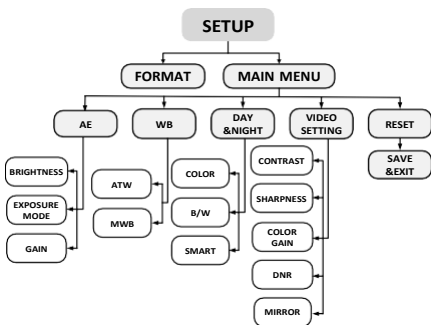 SETUP
FORMAT
MAIN MENU
AE
WB
DAY
&NIGHT
VIDEO
SETTING
RESET
SAVE
&EXIT
BRIGHTNESS
EXPOSURE
MODE
GAIN
ATW
MWB
COLOR
B/W
SMART
CONTRAST
SHARPNESS
COLOR
GAIN
DNR
MIRROR